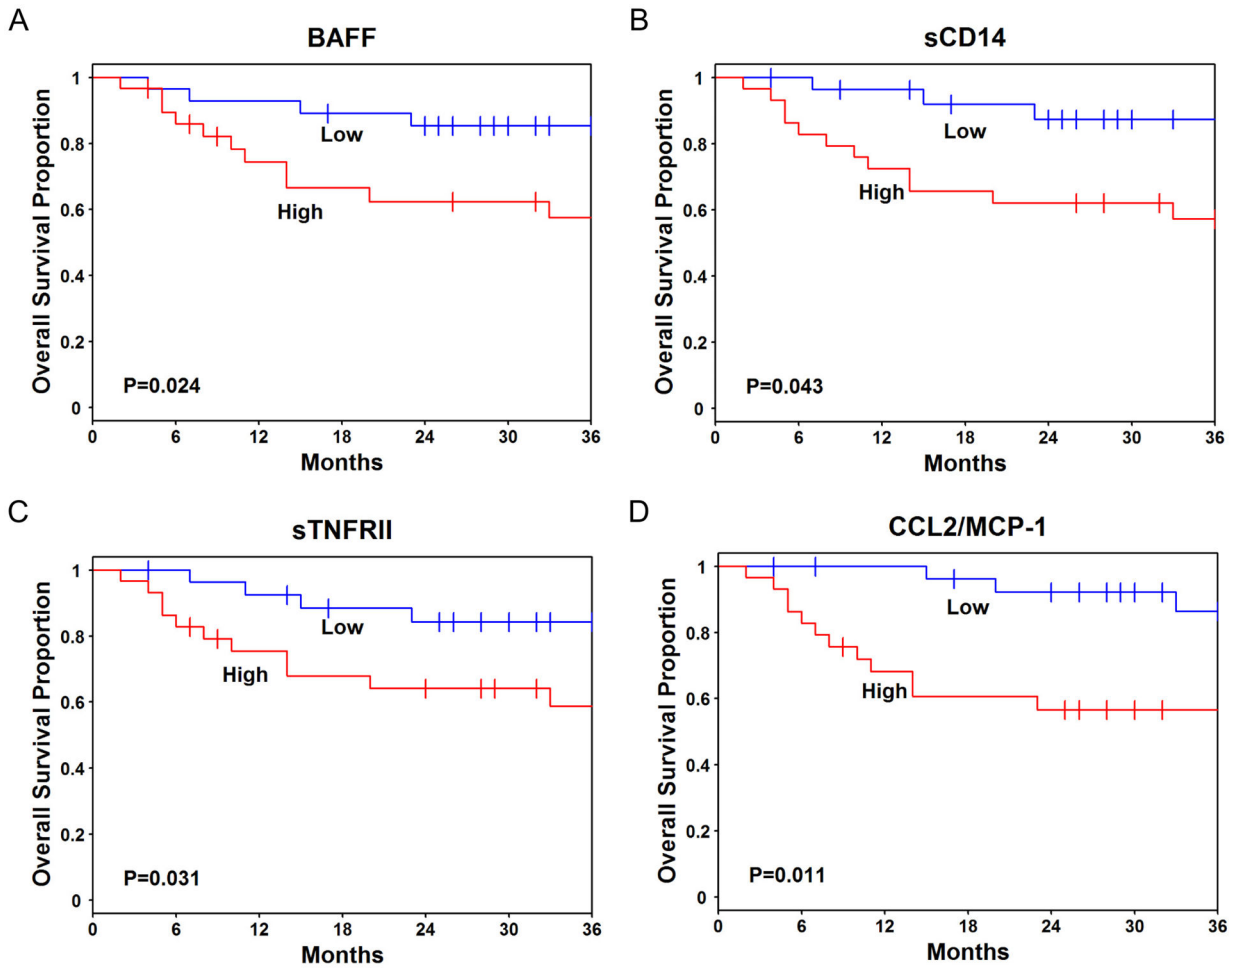 A
BAFF
Overall Survival Proportion
1
0.8
0.6
0.4
0.2
0
Low
High
P=0.024
0 6 12 18 24 30 36
Months
B
sCD14
Overall Survival Proportion
1
0.8
0.6
0.4
0.2
0
Low
High
P=0.043
0 6 12 18 24 30 36
Months
C
sTNFRII
Overall Survival Proportion
1
0.8
0.6
0.4
0.2
0
Low
High
P=0.031
0 6 12 18 24 30 36
Months
D
CCL2/MCP-1
Overall Survival Proportion
1
0.8
0.6
0.4
0.2
0
Low
High
P=0.011
0 6 12 18 24 30 36
Months